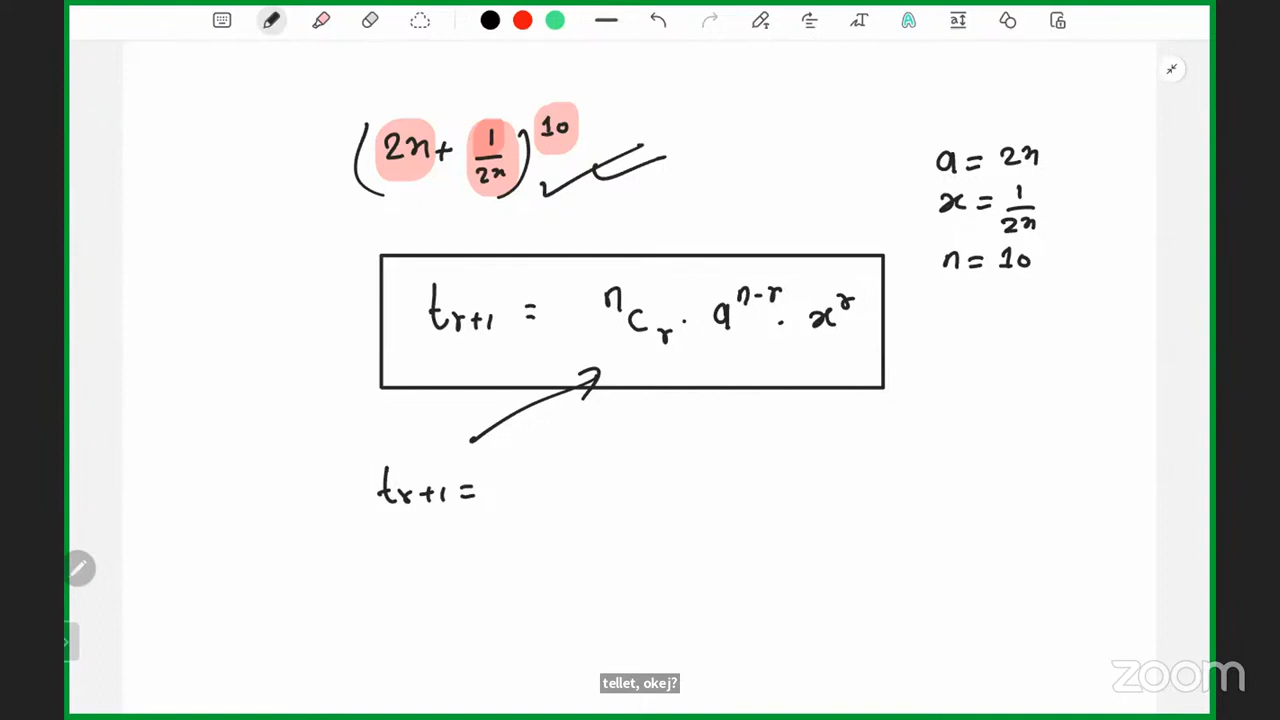 (2x + 1/2x)^10
a = 2x
x = 1/2x
n = 10
t_{r+1} = ^nC_r . a^{n-r} . x^r
t_{r+1} =
tellet, okej?
zoom